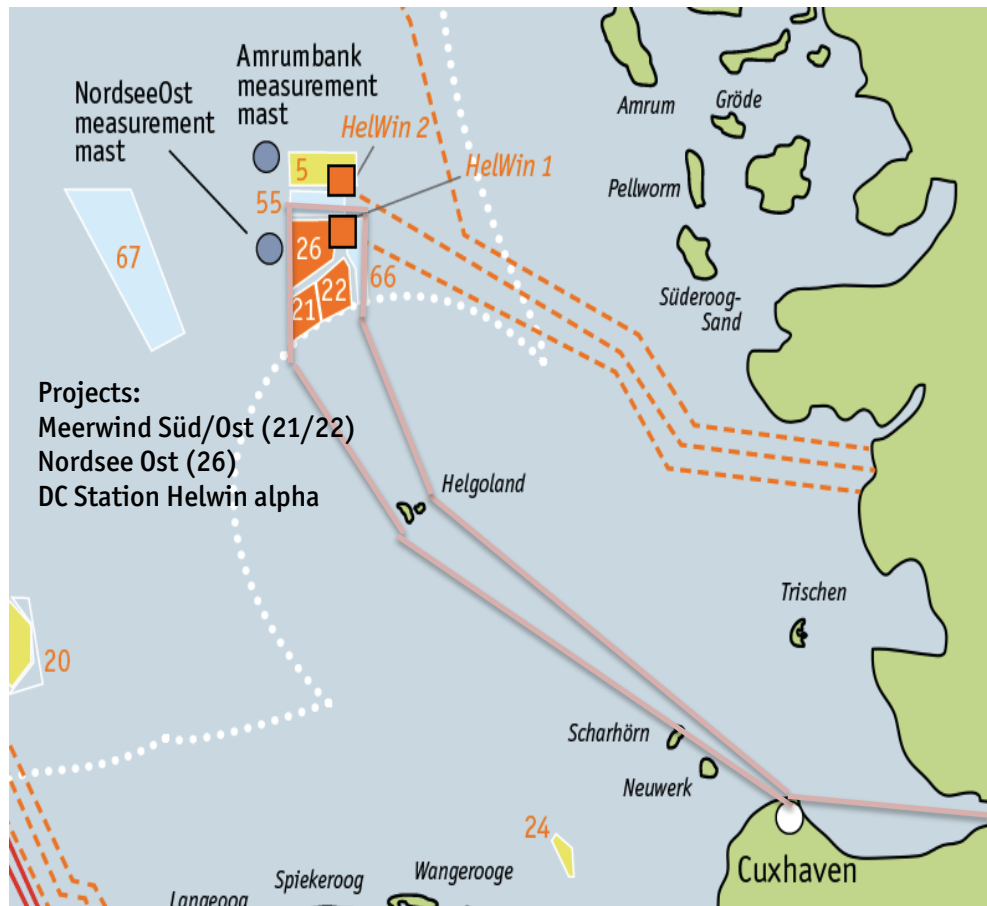 Amrumbank
measurement
mast
NordseeOst
measurement
mast
HelWin 2
HelWin 1
5
55
67
26
66
22
21
Amrum
Gröde
Pellworm
Süderoog-
Sand
Projects:
Meerwind Süd/Ost (21/22)
Nordsee Ost (26)
DC Station Helwin alpha
Helgoland
Trischen
20
Scharhörn
Neuwerk
24
Cuxhaven
Wangerooge
Spiekeroog
Langeoog